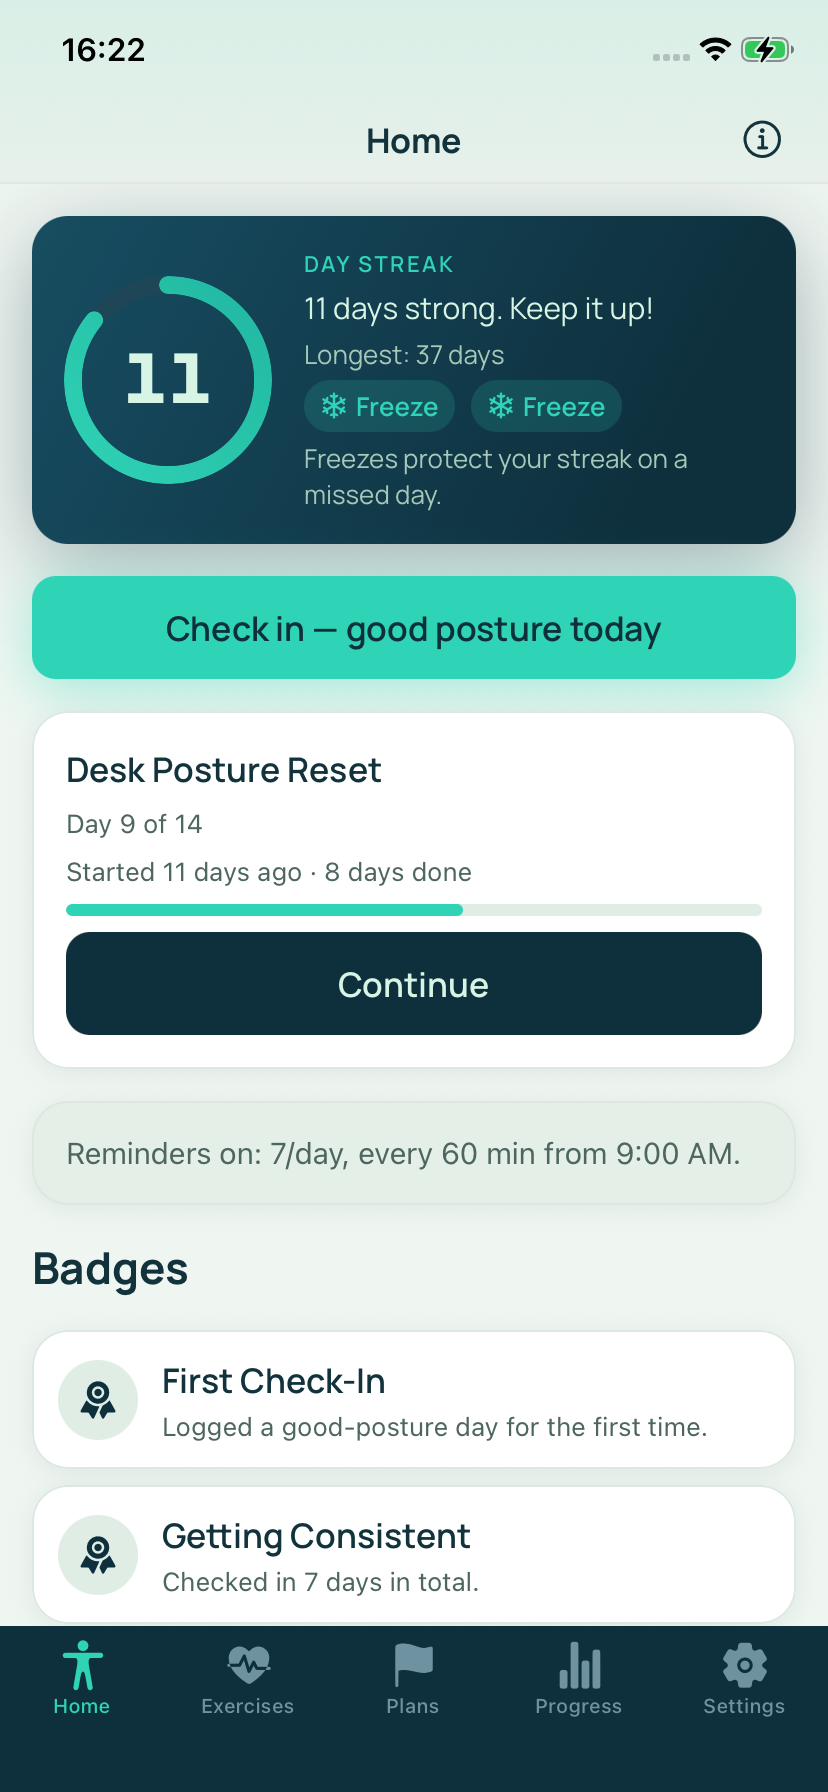 16:22
Home
11
DAY STREAK
11 days strong. Keep it up!
Longest: 37 days
Freeze
Freeze
Freezes protect your streak on a
missed day.
Check in — good posture today
Desk Posture Reset
Day 9 of 14
Started 11 days ago · 8 days done
Continue
Reminders on: 7/day, every 60 min from 9:00 AM.
Badges
First Check-In
Logged a good-posture day for the first time.
Getting Consistent
Checked in 7 days in total.
Home
Exercises
Plans
Progress
Settings